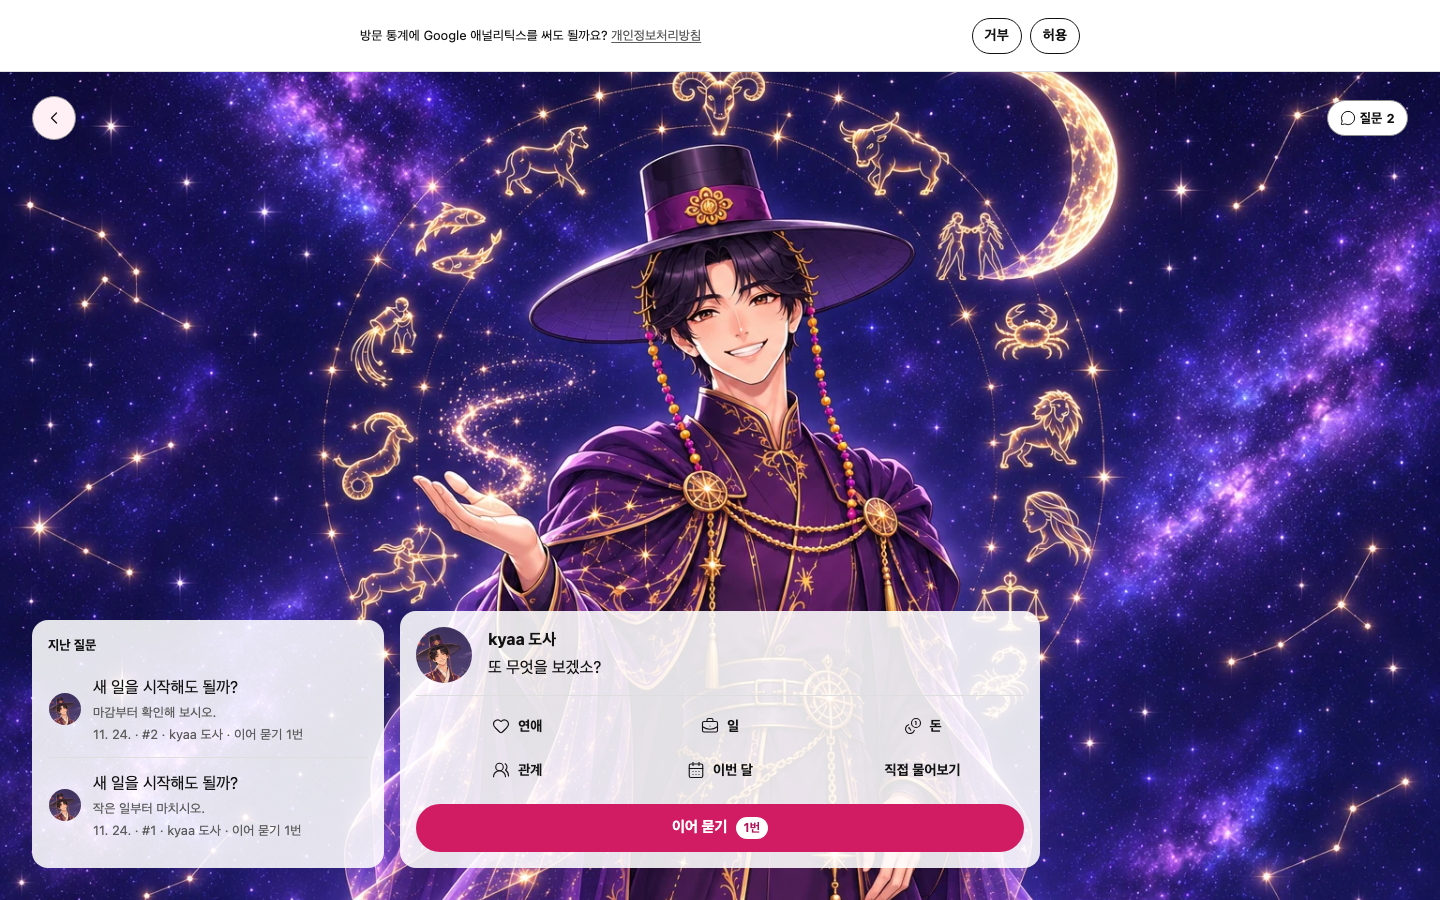 방문 통계에 Google 애널리틱스를 써도 될까요? 개인정보처리방침
거부
허용
질문 2
지난 질문
새 일을 시작해도 될까?
마감부터 확인해 보시오.
11. 24. · #2 · kyaa 도사 · 이어 묻기 1번
새 일을 시작해도 될까?
작은 일부터 마치시오.
11. 24. · #1 · kyaa 도사 · 이어 묻기 1번
kyaa 도사
또 무엇을 보겠소?
연애
일
돈
관계
이번 달
직접 물어보기
이어 묻기 1번